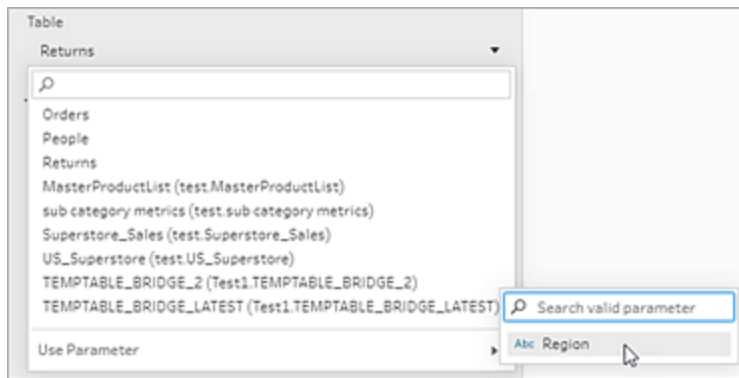 Table
Returns
Orders
People
Returns
MasterProductList (test.MasterProductList)
sub category metrics (test.sub category metrics)
Superstore_Sales (test.Superstore_Sales)
US_Superstore (test.US_Superstore)
TEMPTABLE_BRIDGE_2 (Test1.TEMPTABLE_BRIDGE_2)
TEMPTABLE_BRIDGE_LATEST (Test1.TEMPTABLE_BRIDGE_LATEST)
Search valid parameter
Use Parameter
Abc Region